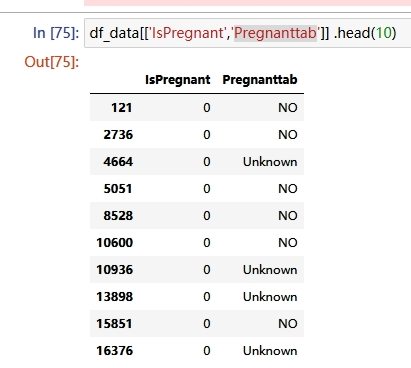 In [75]: df_data[['IsPregnant','Pregnanttab']] .head(10)
Out[75]:
IsPregnant Pregnanttab
121 0 NO
2736 0 NO
4664 0 Unknown
5051 0 NO
8528 0 NO
10600 0 NO
10936 0 Unknown
13898 0 Unknown
15851 0 NO
16376 0 Unknown